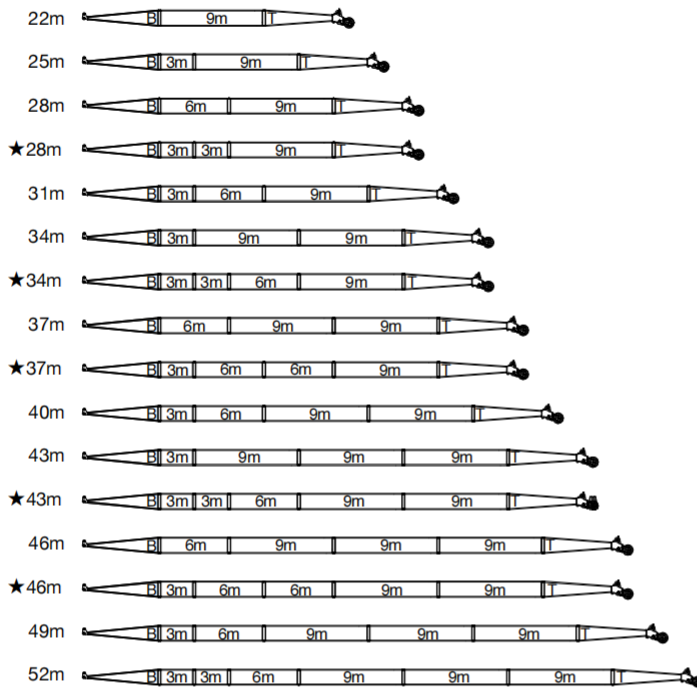 22m B 9m T
25m B 3m 9m T
28m B 6m 9m T
★28m B 3m 3m 9m T
31m B 3m 6m 9m T
34m B 3m 9m 9m T
★34m B 3m 3m 6m 9m T
37m B 6m 9m 9m T
★37m B 3m 6m 6m 9m T
40m B 3m 6m 9m 9m T
43m B 3m 9m 9m 9m T
★43m B 3m 3m 6m 9m 9m T
46m B 6m 9m 9m 9m T
★46m B 3m 6m 6m 9m 9m T
49m B 3m 6m 9m 9m 9m T
52m B 3m 3m 6m 9m 9m 9m T